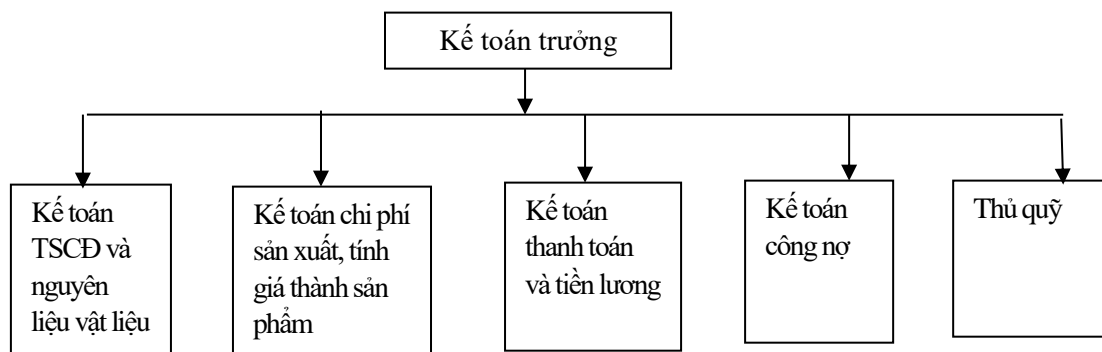 Kế toán trưởng
Kế toán
TSCĐ và
nguyên
liệu vật liệu
Kế toán chi phí
sản xuất, tính
giá thành sản
phẩm
Kế toán
thanh toán
và tiền lương
Kế toán
công nợ
Thủ quỹ